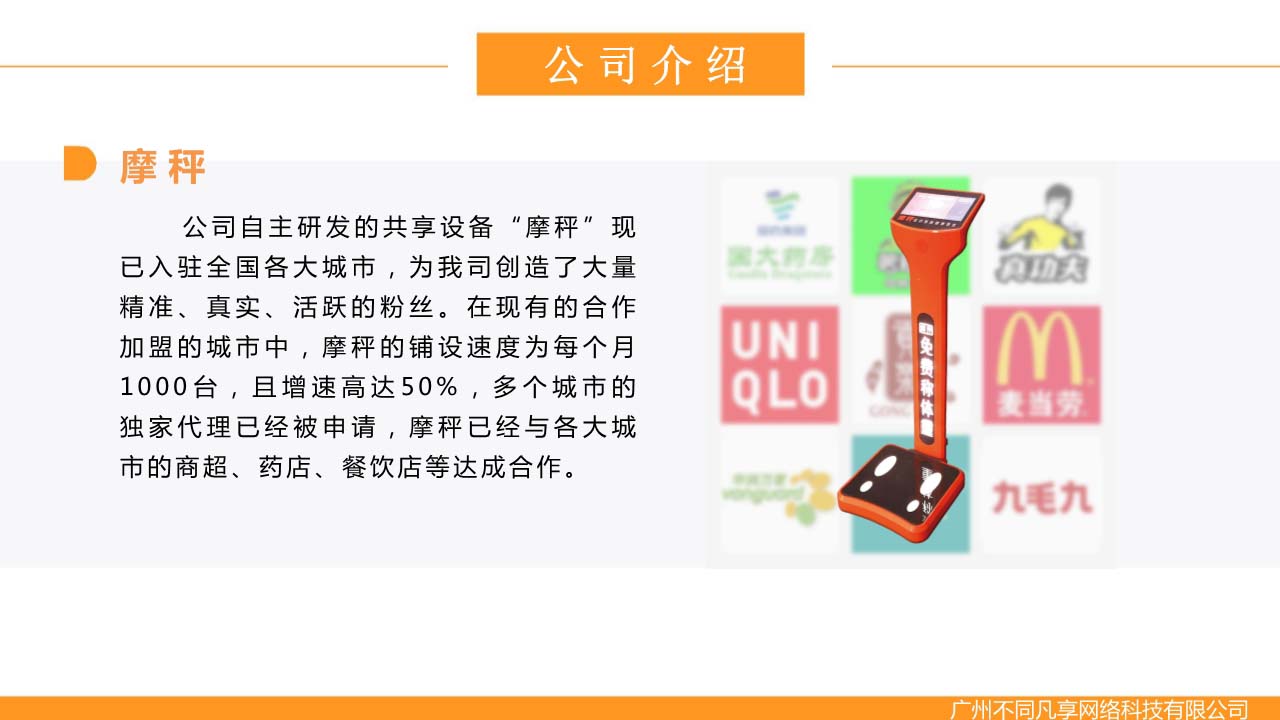 公司介绍
摩秤
公司自主研发的共享设备“摩秤”现
已入驻全国各大城市，为我司创造了大量
精准、真实、活跃的粉丝。在现有的合作
加盟的城市中，摩秤的铺设速度为每个月
1000台，且增速高达50%，多个城市的
独家代理已经被申请，摩秤已经与各大城
市的商超、药店、餐饮店等达成合作。
国大药房
真功夫
UNI
QLO
免费称体重
GONG
麦当劳
vanguard
九毛九
广州不同凡享网络科技有限公司